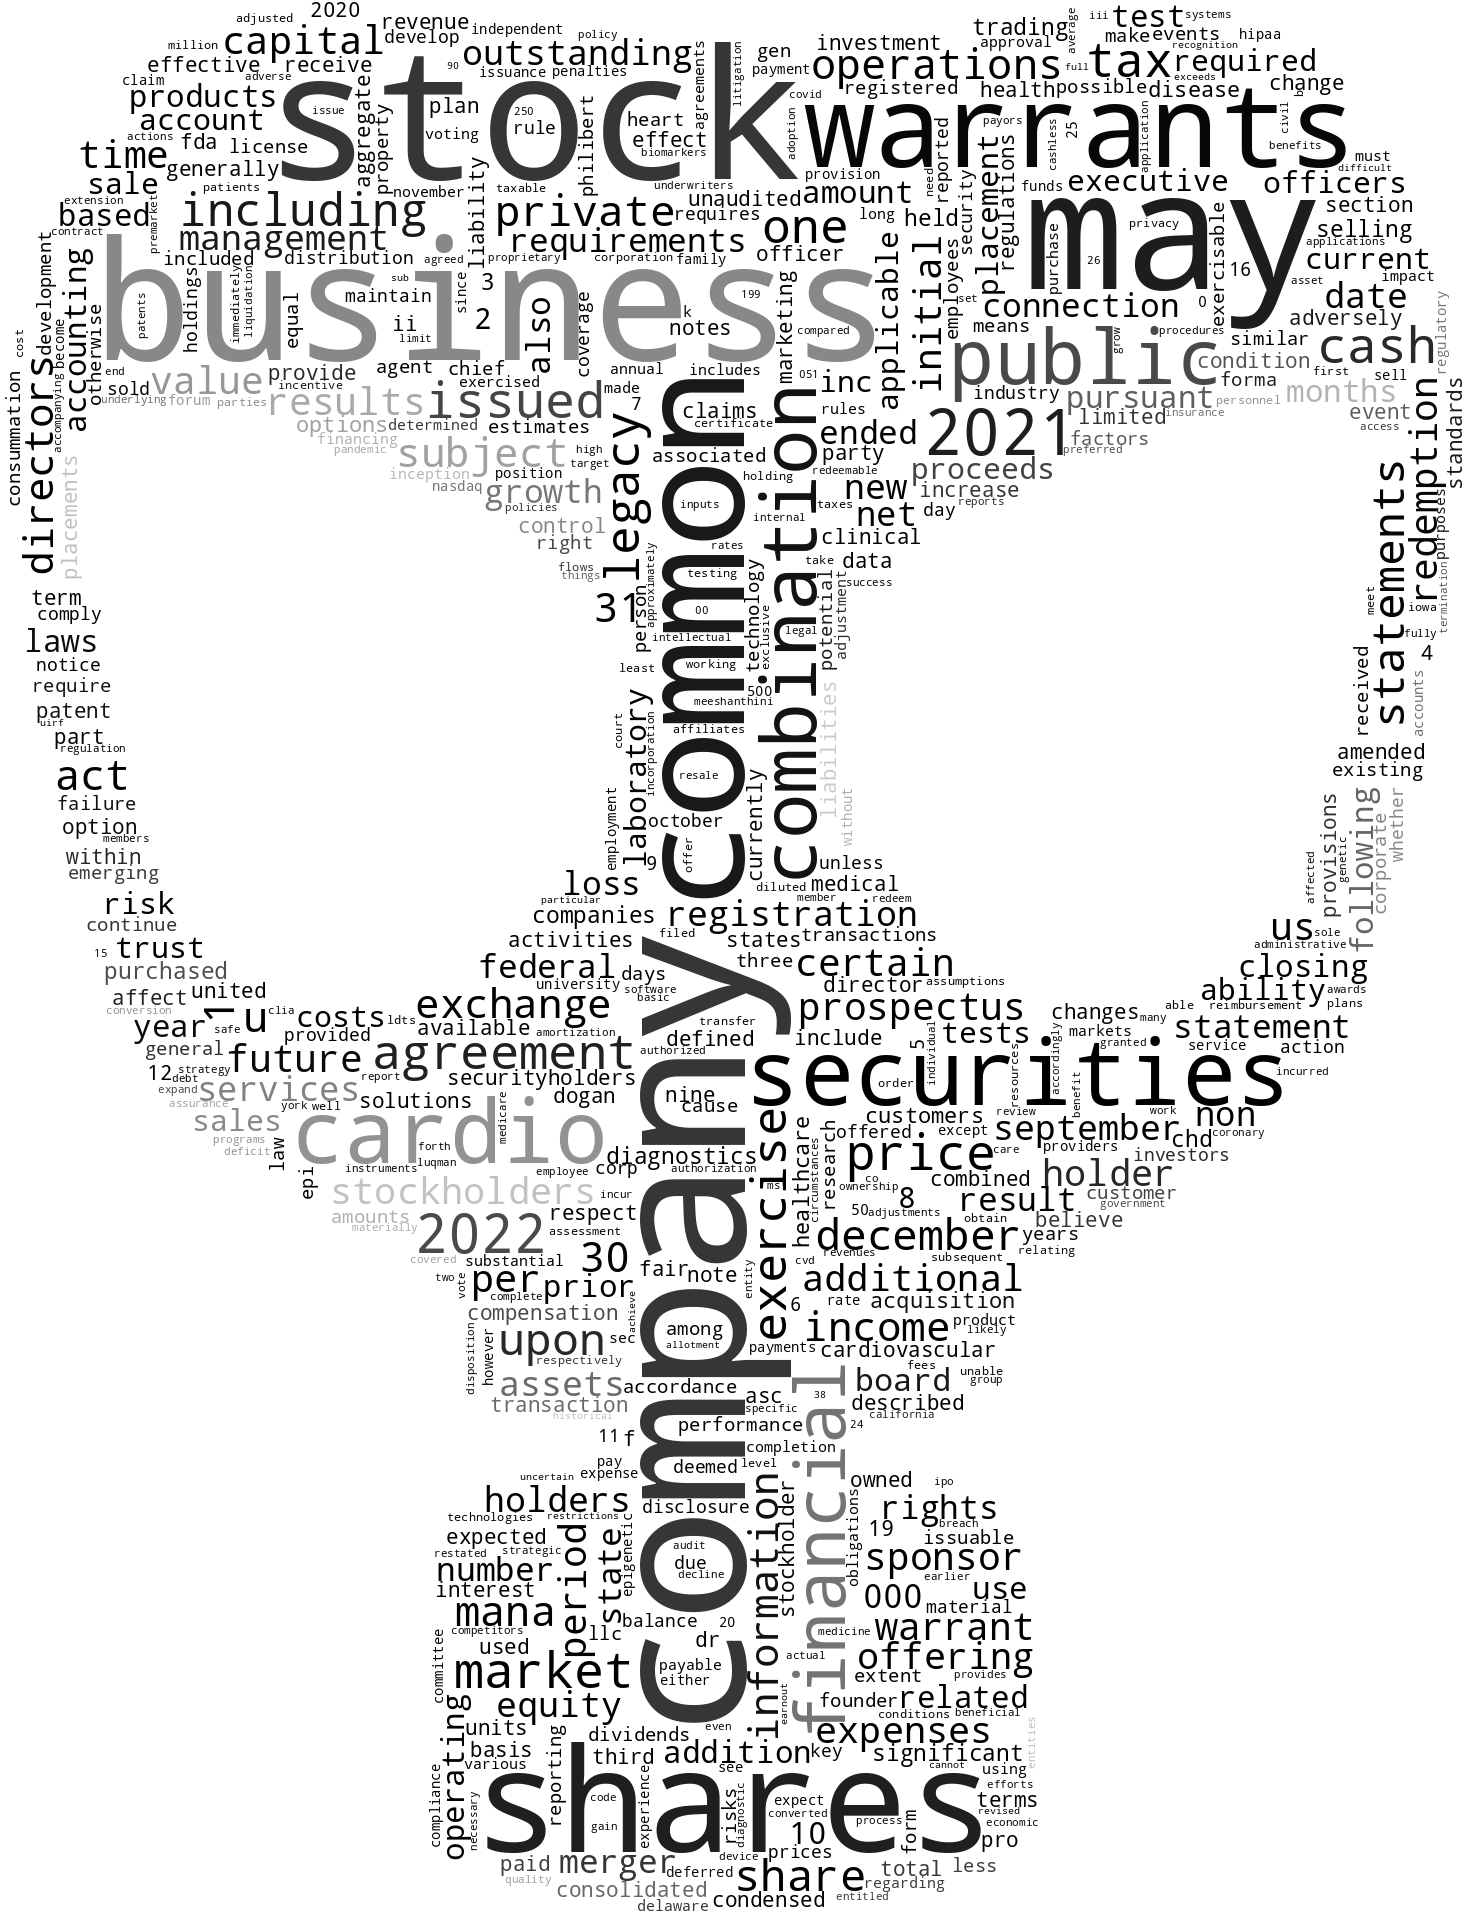 2020
adjusted
revenue
independent
policy
trading
iii
test
systems
million
capital
develop
outstanding
gen
investment
approval
average
make
events
hipaa
recognition
effective
receive
90
issuance
penalties
agreements
litigation
payment
operations
full
tax
required
claim
adverse
stock
exceeds
change
products
aggregate
issue
plan
250
rule
heart
covid
registered
health
possible
disease
account
voting
philibert
effect
adoption
warrants
payors
cashless
25
application
civil
benefits
actions
fda
license
property
biomarkers
reported
must
time
generally
difficult
sale
patients
november
taxable
underwriters
provision
need
placement
regulations
executive
officers
extension
based
premarket
including
liability
private
unaudited
amount
security
funds
may
section
contract
management
requires
one
long
held
privacy
selling
development
accounting
included
distribution
agreed
proprietary
requirements
corporation
family
officer
applicable
initial
employees
purchase
26
exercisable
16
applications
current
business
sub
since
3
asset
impact
patents
holdings
immediately
liquidation
equal
maintain
also
coverage
199
marketing
set
connection
0
date
ii
2
k
notes
compared
means
adversely
regulatory
cost
otherwise
become
limit
public
grow
procedures
similar
cash
end
value
provide
agent
chief
annual
includes
051
inc
condition
directors
sold
incentive
exercised
made
industry
forma
first
sell
months
standards
consummation
accompanying
underlying
forum
parties
results
issued
7
legacy
claims
rules
pursuant
personnel
options
determined
estimates
certificate
ended
2021
limited
insurance
event
financing
factors
access
pandemic
subject
high
associated
party
preferred
redemption
placements
inception
position
target
holding
redeemable
proceeds
statements
nasdaq
growth
new
increase
policies
inputs
taxes
net
day
reports
control
internal
right
clinical
purposes
common
combination
rates
take
data
flows
things
approximately
testing
technology
success
term
31
person
00
exclusive
legal
potential
adjustment
meet
iowa
termination
comply
laws
intellectual
fully
notice
least
working
4
require
500
received
patent
laboratory
meeshanthini
liabilities
accounts
uirf
part
court
incorporation
affiliates
regulation
amended
act
resale
existing
failure
employment
currently
without
provisions
following
whether
option
october
members
within
9
offer
unless
genetic
corporate
emerging
loss
diluted
medical
affected
particular
member
redeem
risk
companies
registration
continue
filed
us
sole
15
trust
activities
states
transactions
administrative
purchased
federal
days
three
certain
closing
affect
united
university
software
director
assumptions
ability
awards
conversion
1
u
clia
exchange
basic
company
prospectus
changes
many
able
reimbursement
plans
year
safe
costs
ldts
available
amortization
transfer
provided
defined
include
5
tests
markets
granted
statement
general
future
agreement
authorized
individual
resources
accordingly
service
action
12
debt
strategy
report
securityholders
securities
incurred
expand
services
nine
order
benefit
assurance
york
well
solutions
dogan
cause
exercise
customers
review
work
non
sales
cardio
medicare
offered
except
september
programs
deficit
law
forth
diagnostics
healthcare
research
price
care
providers
chd
coronary
epi
instruments
luqman
employee
corp
authorization
circumstances
investors
stockholders
incur
ms
co
ownership
8
combined
holder
amounts
materially
2022
respect
50
adjustments
result
customer
government
assessment
december
obtain
believe
covered
substantial
30
revenues
years
two
vote
per
prior
fair
note
entity
cvd
subsequent
relating
complete
additional
compensation
achieve
6
rate
acquisition
upon
sec
among
income
product
likely
disposition
however
respectively
allotment
payments
cardiovascular
assets
accordance
fees
board
unable
group
transaction
asc
38
described
historical
specific
california
performance
24
11
f
completion
pay
financial
uncertain
expense
deemed
level
owned
ipo
holders
disclosure
information
stockholder
rights
technologies
restrictions
19
breach
expected
period
state
epigenetic
audit
obligations
issuable
restated
strategic
due
sponsor
number
decline
earlier
interest
000
use
mana
material
balance
20
competitors
llc
dr
medicine
warrant
used
committee
market
payable
actual
offering
either
extent
provides
equity
earnout
founder
related
units
even
conditions
beneficial
operating
dividends
expenses
entities
basis
third
addition
key
significant
various
reporting
see
cannot
using
compliance
shares
efforts
code
experience
risks
diagnostic
expect
terms
necessary
converted
revised
gain
10
process
form
economic
pro
paid
merger
device
prices
deferred
share
total
less
quality
regarding
consolidated
condensed
entitled
delaware